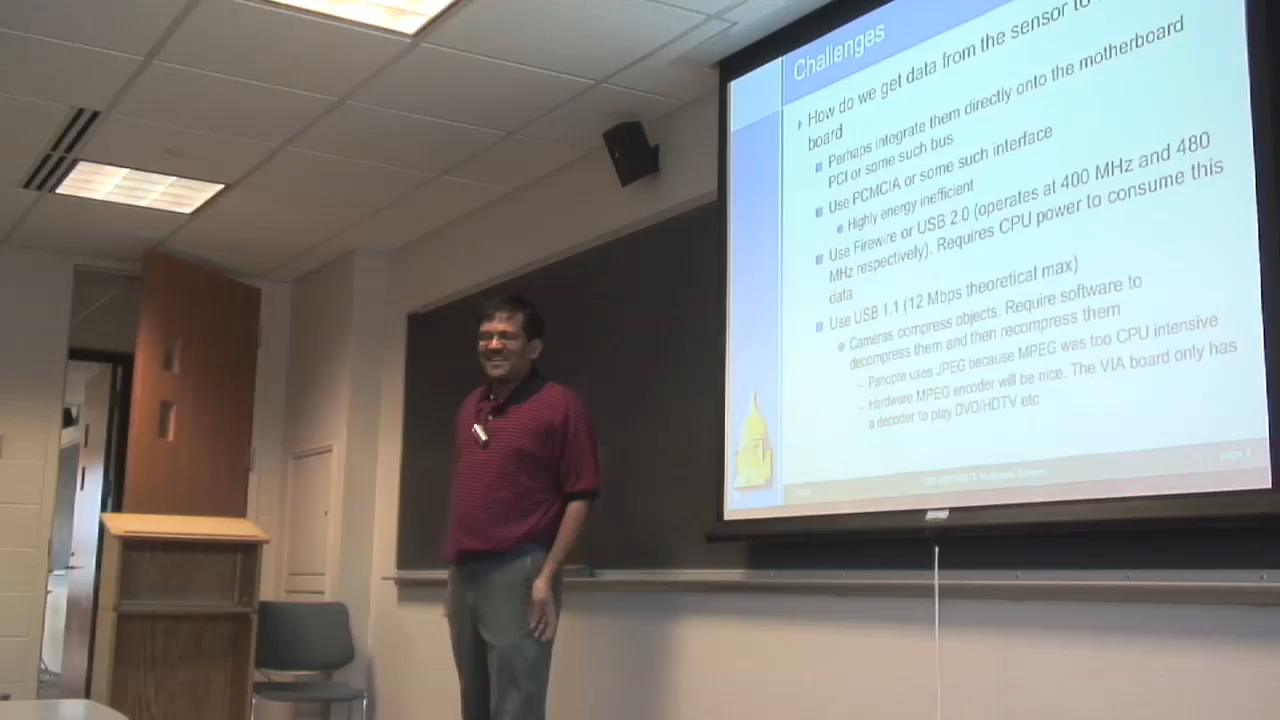 Challenges
How do we get data from the sensor to
board
Perhaps integrate them directly onto the motherboard
PCI or some such bus
Use PCMCIA or some such interface
Highly energy inefficient
Use Firewire or USB 2.0 (operates at 400 MHz and 480
MHz respectively). Requires CPU power to consume this
data
Use USB 1.1 (12 Mbps theoretical max)
Cameras compress objects. Require software to
decompress them and then recompress them
– Panopte uses JPEG because MPEG was too CPU intensive
– Hardware MPEG encoder will be nice. The VIA board only has
a decoder to play DVD/HDTV etc
Multimedia Systems
page 4